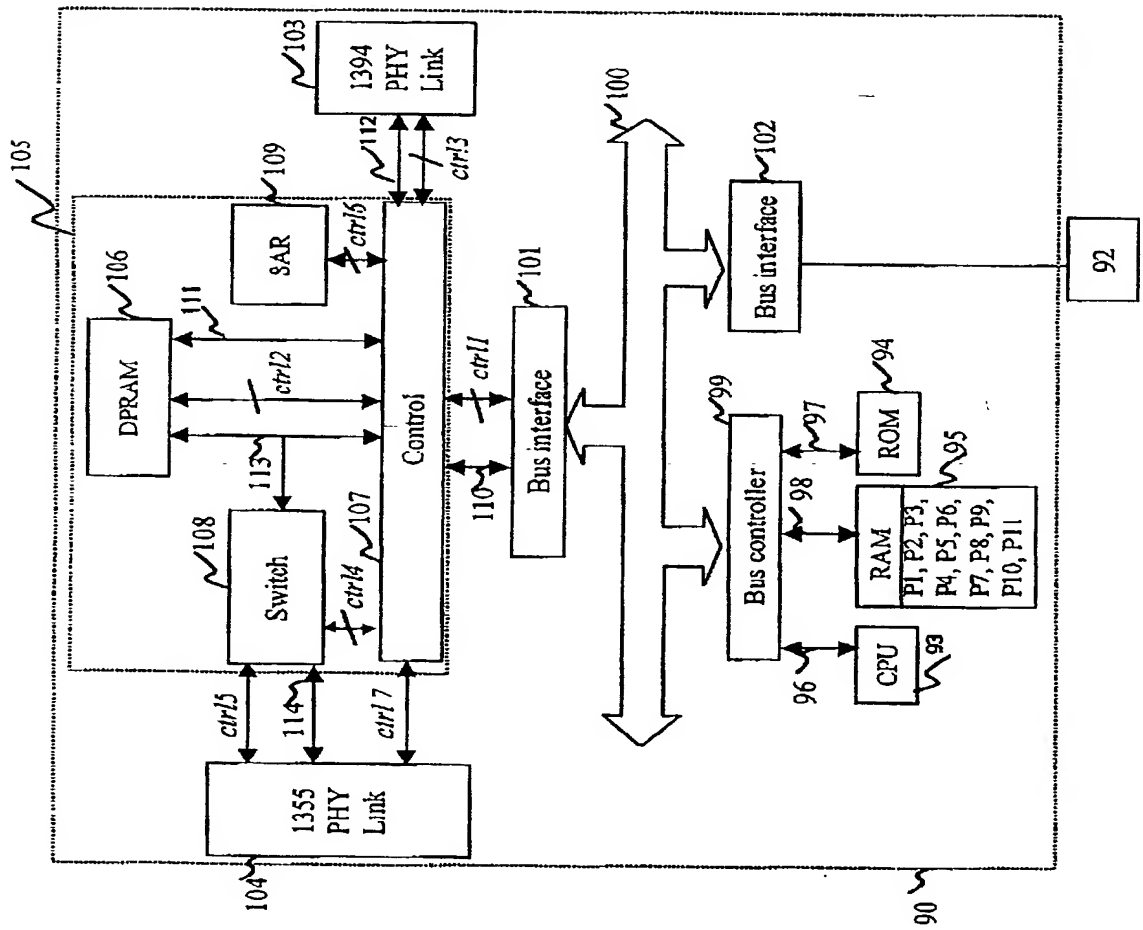 105
103
1394
PHY
Link
112
ctrl3
109
SAR
ctrl6
106
DPRAM
111
ctrl2
113
108
Switch
107
ctrl4
Control
ctrl5
114
ctrl7
1355
PHY
Link
104
110
ctrl1
101
Bus interface
100
102
Bus interface
92
99
Bus controller
97
98
96
94
ROM
95
RAM
P1, P2, P3,
P4, P5, P6,
P7, P8, P9,
P10, P11
CPU
93
90